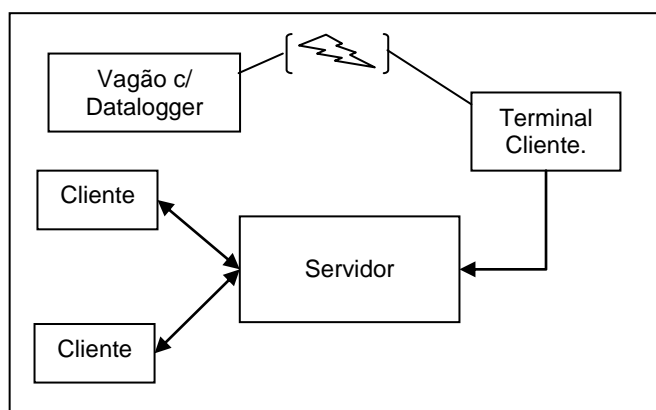 Vagão c/
Datalogger
Terminal
Cliente.
Cliente
Servidor
Cliente